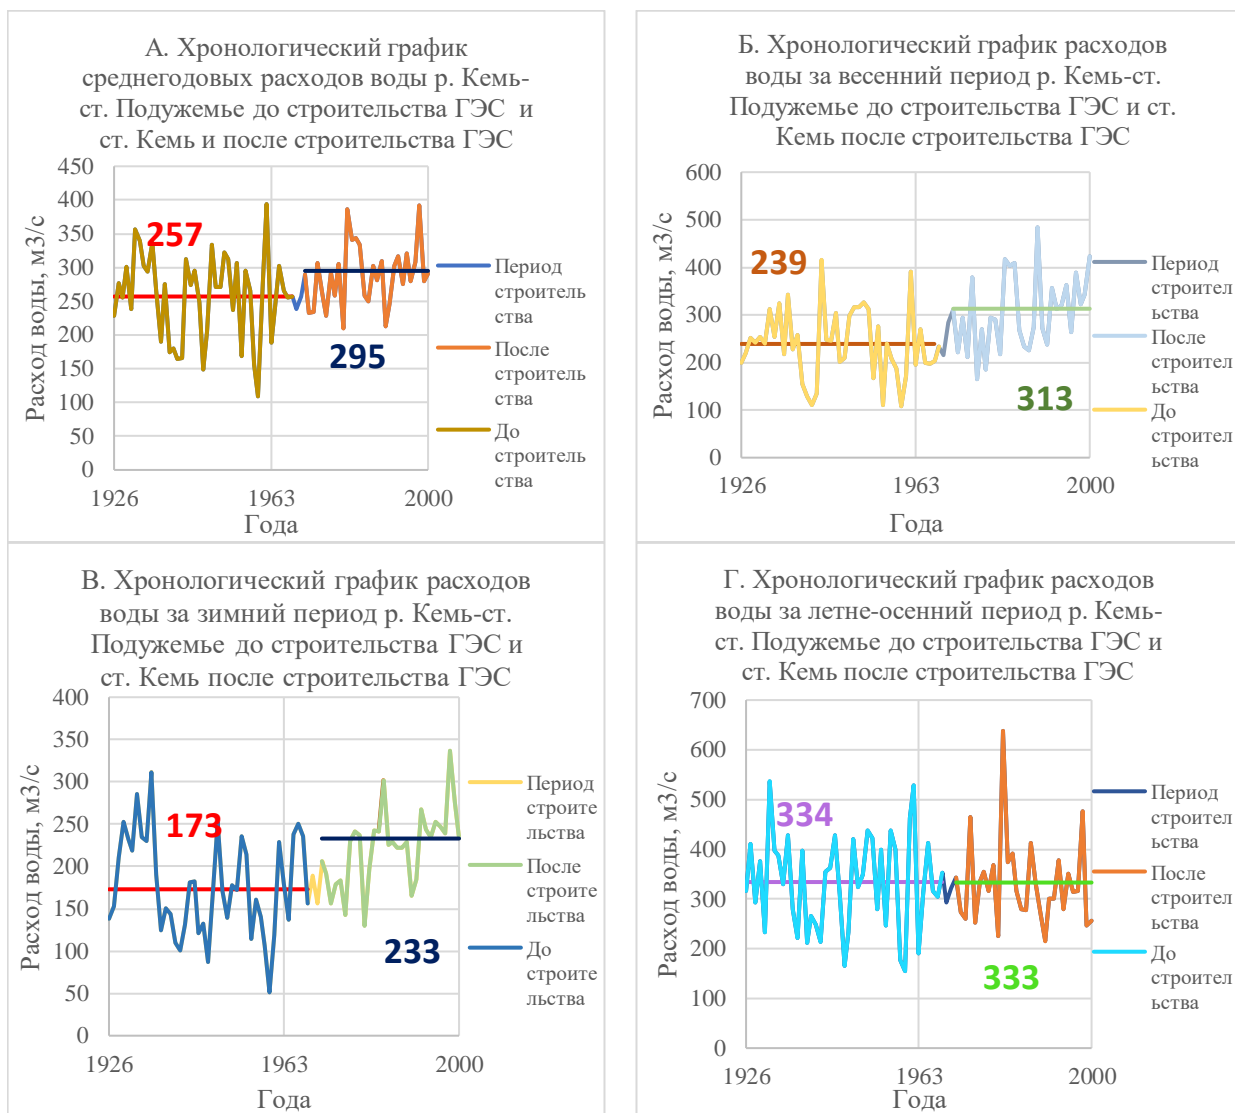 А. Хронологический график
среднегодовых расходов воды р. Кемь-
ст. Подужемье до строительства ГЭС и
ст. Кемь и после строительства ГЭС
450
400
350
300
250
200
150
100
50
0
Расход воды, м3/с
257
295
1926
1963
2000
Года
Период
строитель
ства
После
строитель
ства
До
строитель
ства
Б. Хронологический график расходов
воды за весенний период р. Кемь-ст.
Подужемье до строительства ГЭС и ст.
Кемь после строительства ГЭС
600
500
400
300
200
100
0
Расход воды, м3/с
239
313
1926
1963
2000
Года
Период
строител
ьства
После
строител
ьства
До
строител
ьства
В. Хронологический график расходов
воды за зимний период р. Кемь-ст.
Подужемье до строительства ГЭС и
ст. Кемь после строительства ГЭС
400
350
300
250
200
150
100
50
0
Расход воды, м3/с
173
233
1926
1963
2000
Года
Период
строите
льства
После
строите
льства
До
строите
льства
Г. Хронологический график расходов
воды за летне-осенний период р. Кемь-
ст. Подужемье до строительства ГЭС и
ст. Кемь после строительства ГЭС
700
600
500
400
300
200
100
0
Расход воды, м3/с
334
333
1926
1963
2000
Года
Период
строител
ьства
После
строител
ьства
До
строител
ьства